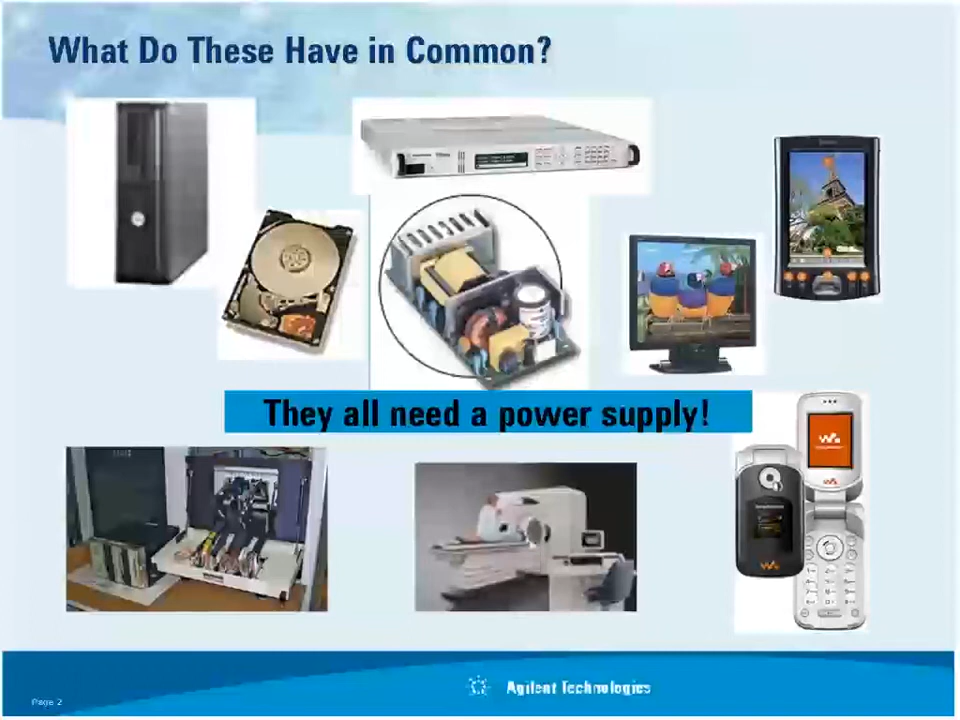 What Do These Have in Common?
They all need a power supply!
Agilent Technologies
Page 2